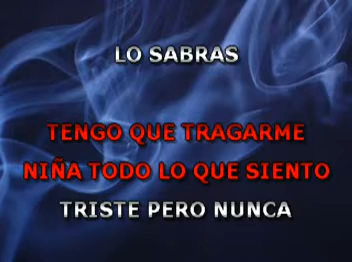 LO SABRAS
TENGO QUE TRAGARME
NIÑA TODO LO QUE SIENTO
TRISTE PERO NUNCA